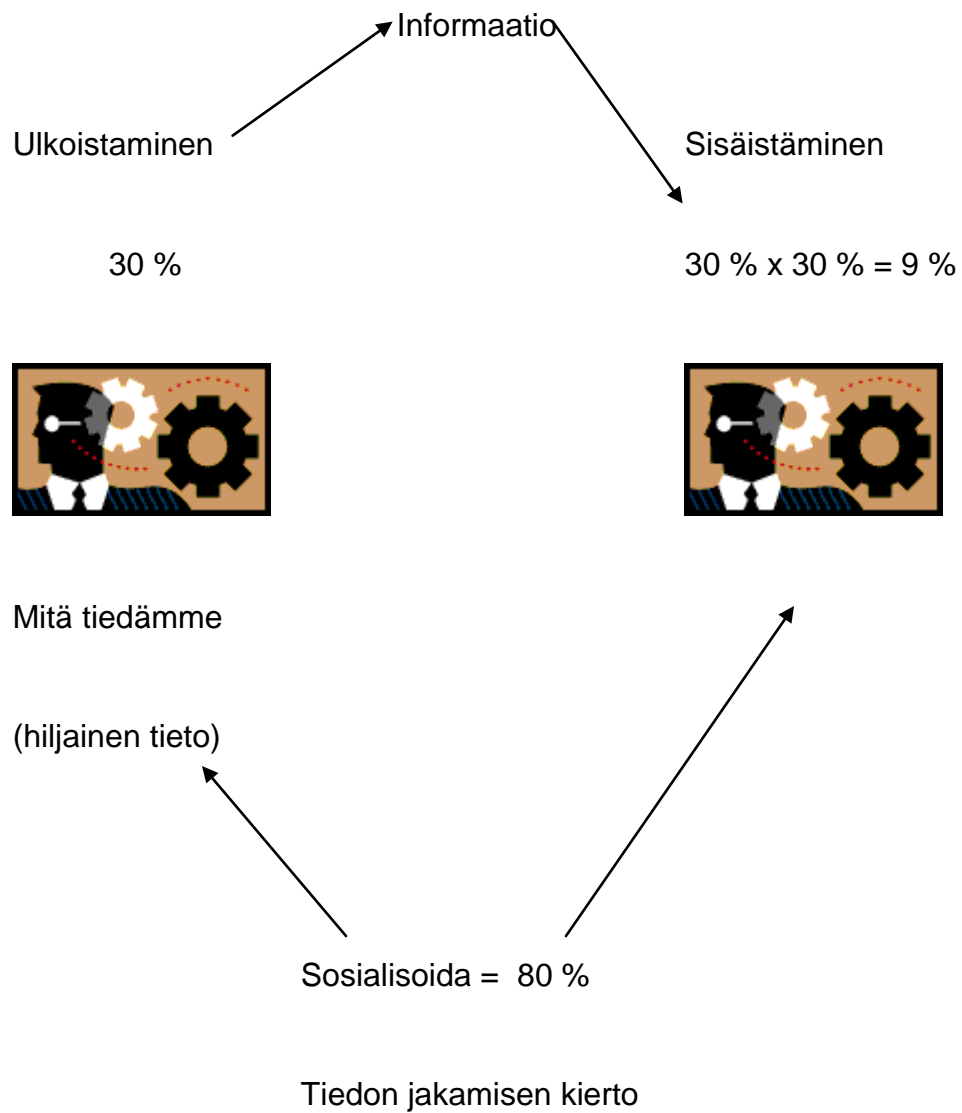 Informaatio
Ulkoistaminen
Sisäistäminen
30 %
30 % x 30 % = 9 %
Mitä tiedämme
(hiljainen tieto)
Sosialisoida = 80 %
Tiedon jakamisen kierto